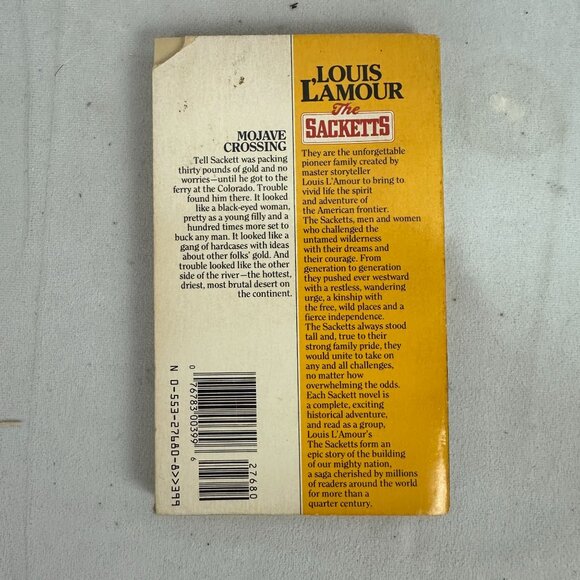 MOJAVE
CROSSING
Tell Sackett was packing
thirty pounds of gold and no
worries—until he got to the
ferry at the Colorado. Trouble
found him there. It looked
like a black-eyed woman,
pretty as a young filly and a
hundred times more set to
buck any man. It looked like a
gang of hardcases with ideas
about other folks' gold. And
trouble looked like the other
side of the river—the hottest,
driest, most brutal desert on
the continent.
LOUIS
L'AMOUR
The
SACKETTS
They are the unforgettable
pioneer family created by
master storyteller
Louis L'Amour to bring to
vivid life the spirit
and adventure of
the American frontier.
The Sacketts, men and women
who challenged the
untamed wilderness
with their dreams and
their courage. From
generation to generation
they pushed ever westward
with a restless, wandering
urge, a kinship with
the free, wild places and a
fierce independence.
The Sacketts always stood
tall and, true to their
strong family pride, they
would unite to take on
any and all challenges,
no matter how
overwhelming the odds.
Each Sackett novel is
a complete, exciting
historical adventure,
and read as a group,
Louis L'Amour's
The Sacketts form an
epic story of the building
of our mighty nation,
a saga cherished by millions
of readers around the world
for more than a
quarter century.
N 0-553-27680-8>>399
0 76783 00399 6
27680